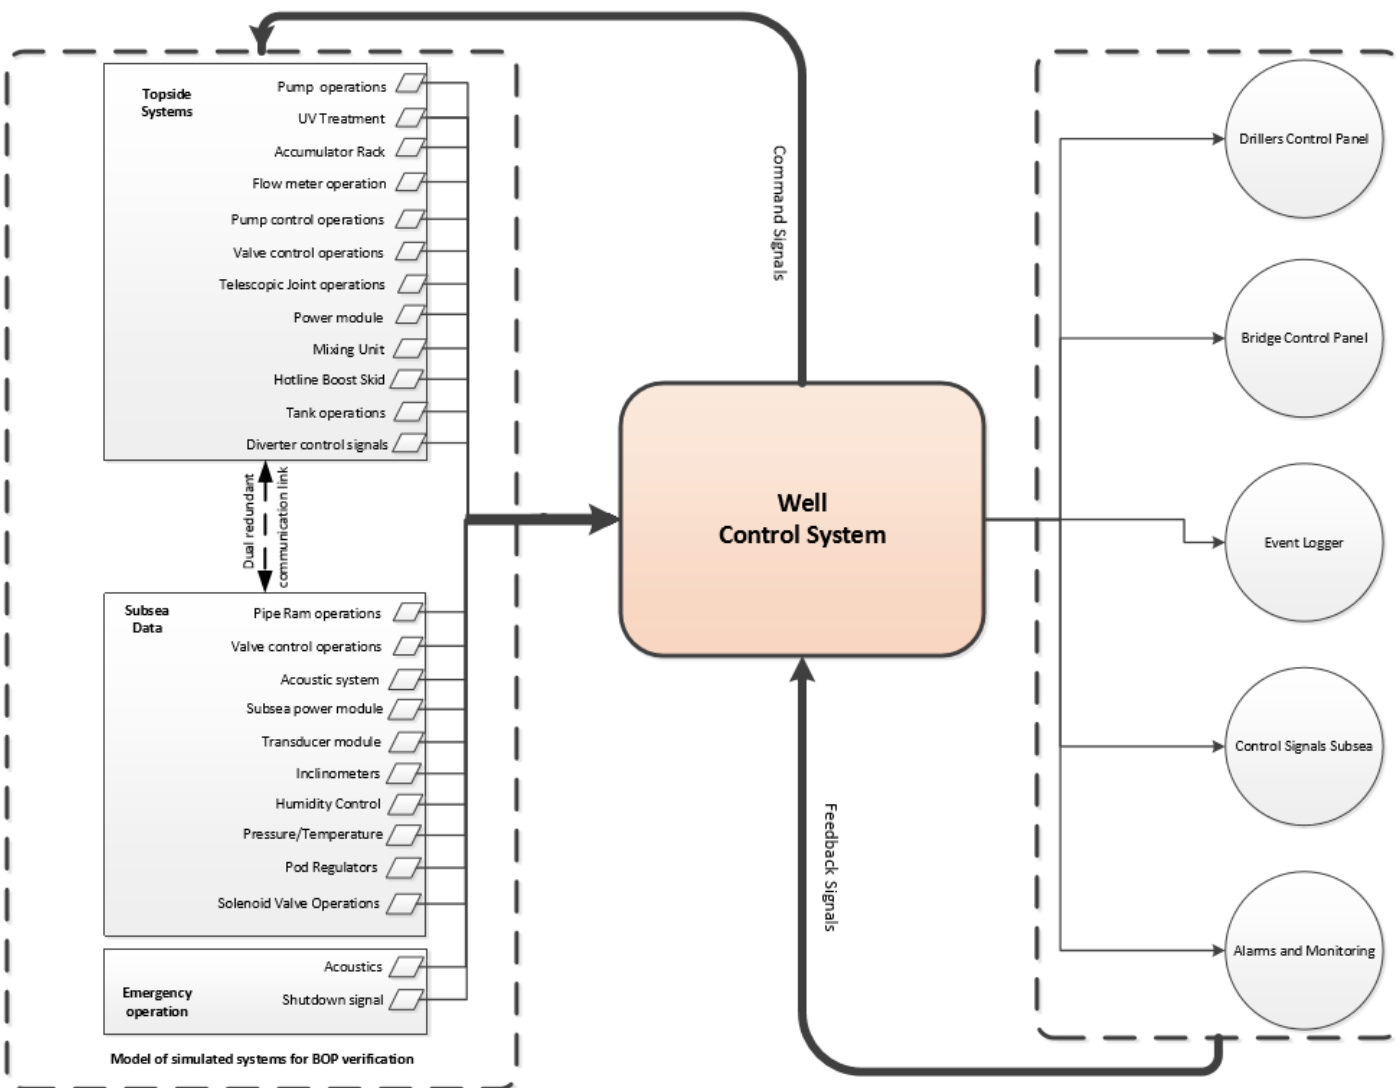 Topside
Systems
Pump operations
UV Treatment
Accumulator Rack
Flow meter operation
Pump control operations
Valve control operations
Telescopic Joint operations
Power module
Mixing Unit
Hotline Boost Skid
Tank operations
Diverter control signals
Dual redundant
communication link
Subsea
Data
Pipe Ram operations
Valve control operations
Acoustic system
Subsea power module
Transducer module
Inclinometers
Humidity Control
Pressure/Temperature
Pod Regulators
Solenoid Valve Operations
Emergency
operation
Acoustics
Shutdown signal
Model of simulated systems for BOP verification
Command Signals
Well
Control System
Feedback Signals
Drillers Control Panel
Bridge Control Panel
Event Logger
Control Signals Subsea
Alarms and Monitoring